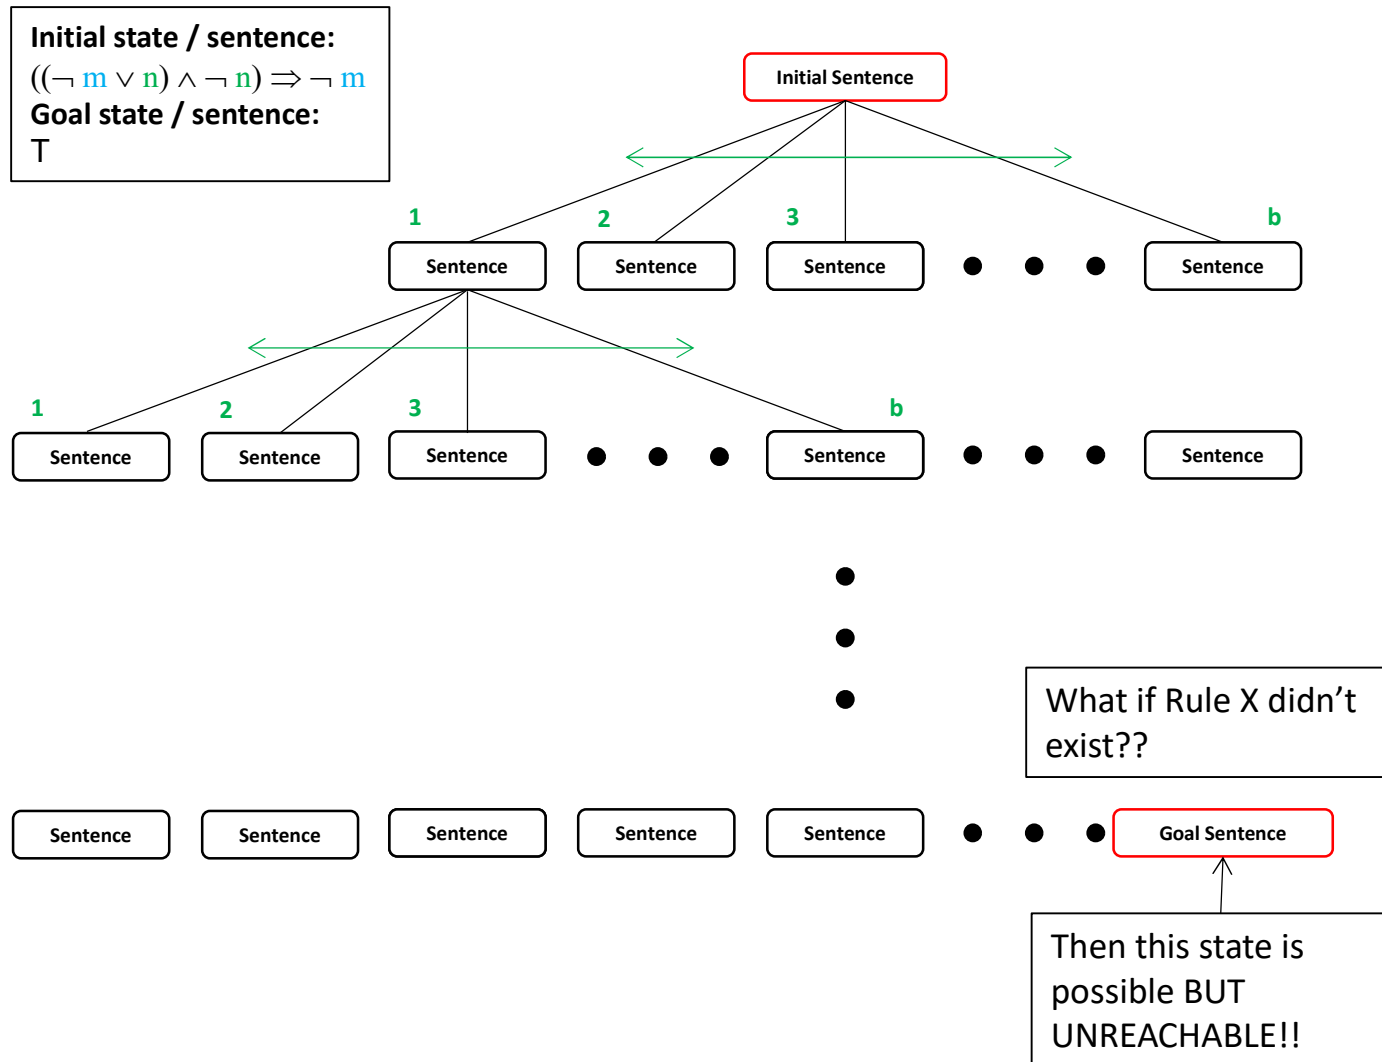 Initial state / sentence:
((¬ m ∨ n) ∧ ¬ n) ⇒ ¬ m
Goal state / sentence:
T
Initial Sentence
1
2
3
b
Sentence
Sentence
Sentence
Sentence
1
2
3
b
Sentence
Sentence
Sentence
Sentence
Sentence
What if Rule X didn’t
exist??
Sentence
Sentence
Sentence
Sentence
Sentence
Goal Sentence
Then this state is
possible BUT
UNREACHABLE!!